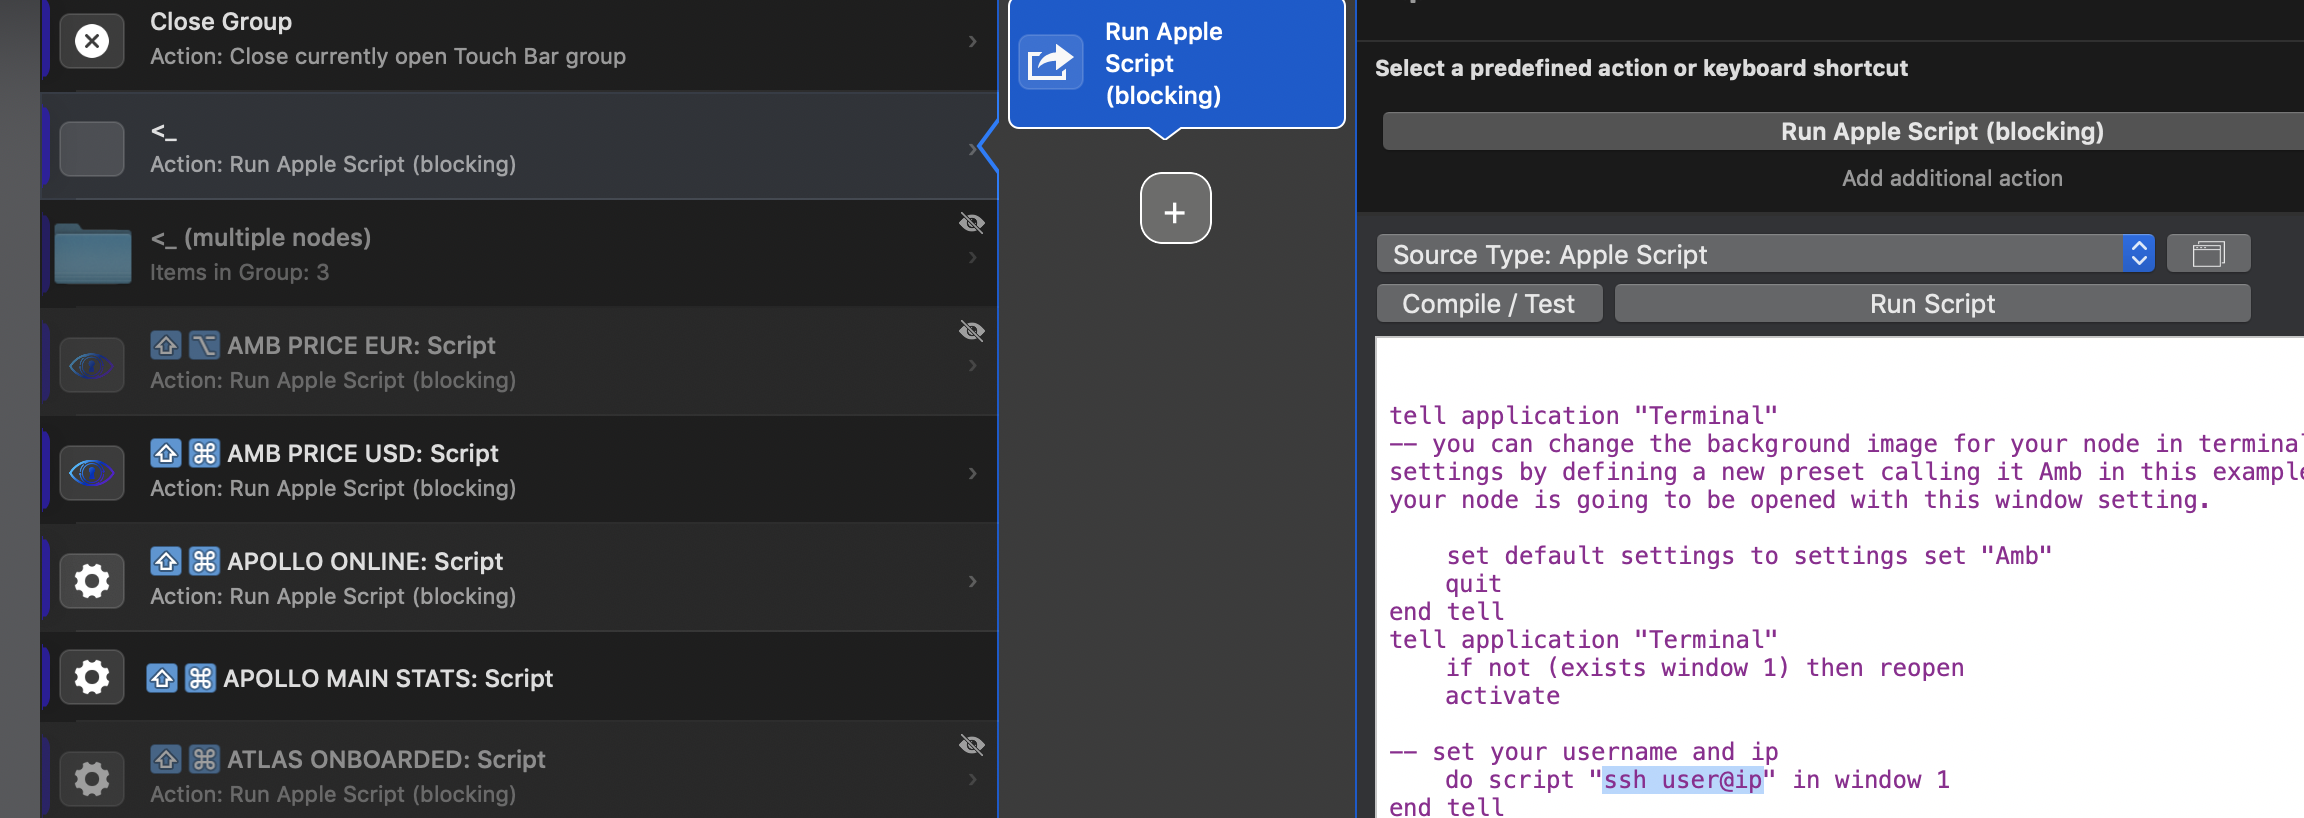 Close Group
Action: Close currently open Touch Bar group
<_
Action: Run Apple Script (blocking)
<_ (multiple nodes)
Items in Group: 3
AMB PRICE EUR: Script
Action: Run Apple Script (blocking)
AMB PRICE USD: Script
Action: Run Apple Script (blocking)
APOLLO ONLINE: Script
Action: Run Apple Script (blocking)
APOLLO MAIN STATS: Script
ATLAS ONBOARDED: Script
Action: Run Apple Script (blocking)
Run Apple
Script
(blocking)
+
Select a predefined action or keyboard shortcut
Run Apple Script (blocking)
Add additional action
Source Type: Apple Script
Compile / Test
Run Script
tell application "Terminal"
-- you can change the background image for your node in terminal
settings by defining a new preset calling it Amb in this example
your node is going to be opened with this window setting.
set default settings to settings set "Amb"
quit
end tell
tell application "Terminal"
if not (exists window 1) then reopen
activate
-- set your username and ip
do script "ssh user@ip" in window 1
end tell